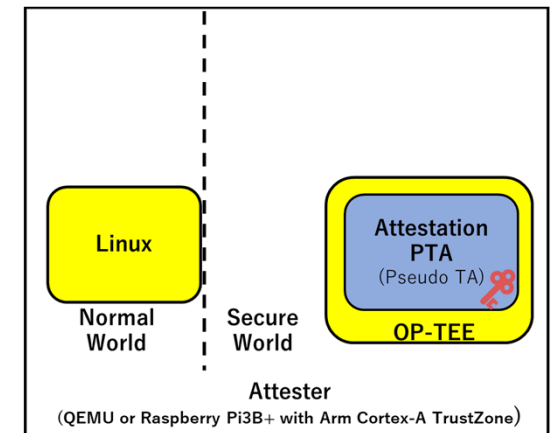 Linux
Attestation
PTA
(Pseudo TA)
OP-TEE
Normal
World
Secure
World
Attester
(QEMU or Raspberry Pi3B+ with Arm Cortex-A TrustZone)